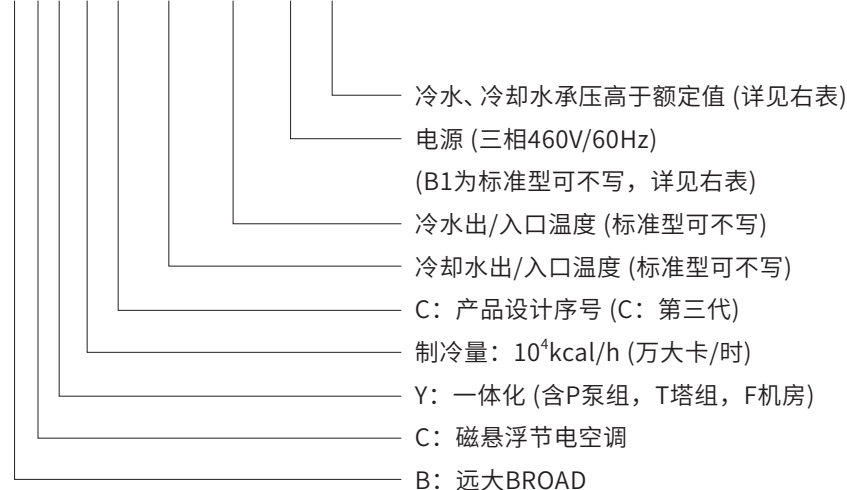 冷水、冷却水承压高于额定值 (详见右表)
电源 (三相460V/60Hz)
(B1为标准型可不写，详见右表)
冷水出/入口温度 (标准型可不写)
冷却水出/入口温度 (标准型可不写)
C：产品设计序号 (C：第三代)
制冷量：10⁴kcal/h (万大卡/时)
Y：一体化 (含P泵组，T塔组，F机房)
C：磁悬浮节电空调
B：远大BROAD